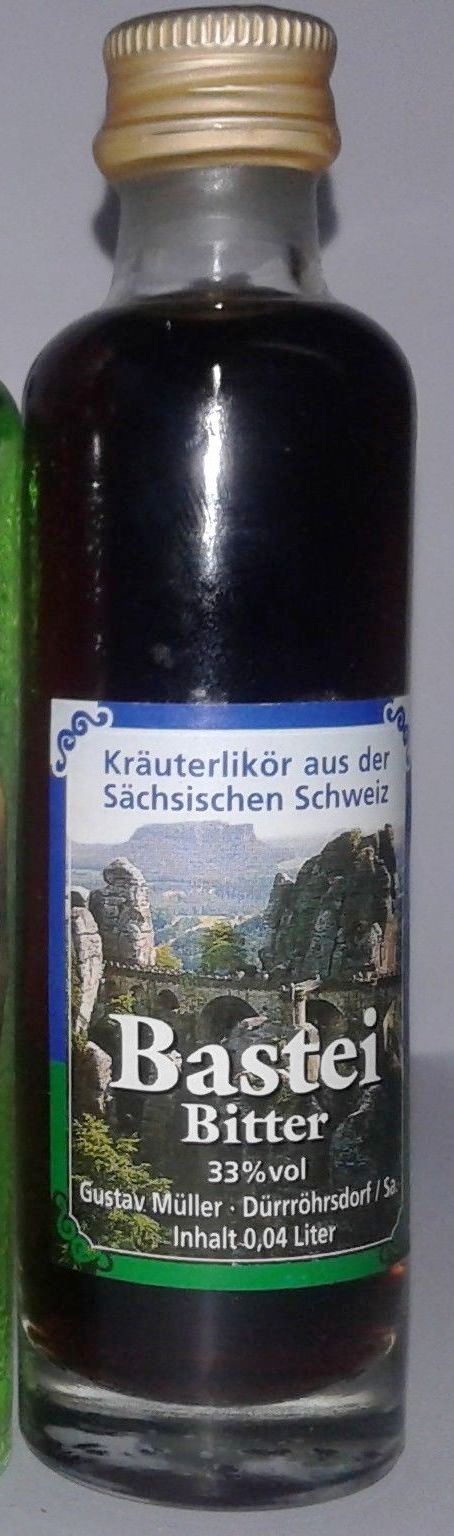 Kräuterlikör aus der
Sächsischen Schweiz
Bastei
Bitter
33%vol
Gustav Müller · Dürrröhrsdorf / Sa.
Inhalt 0,04 Liter